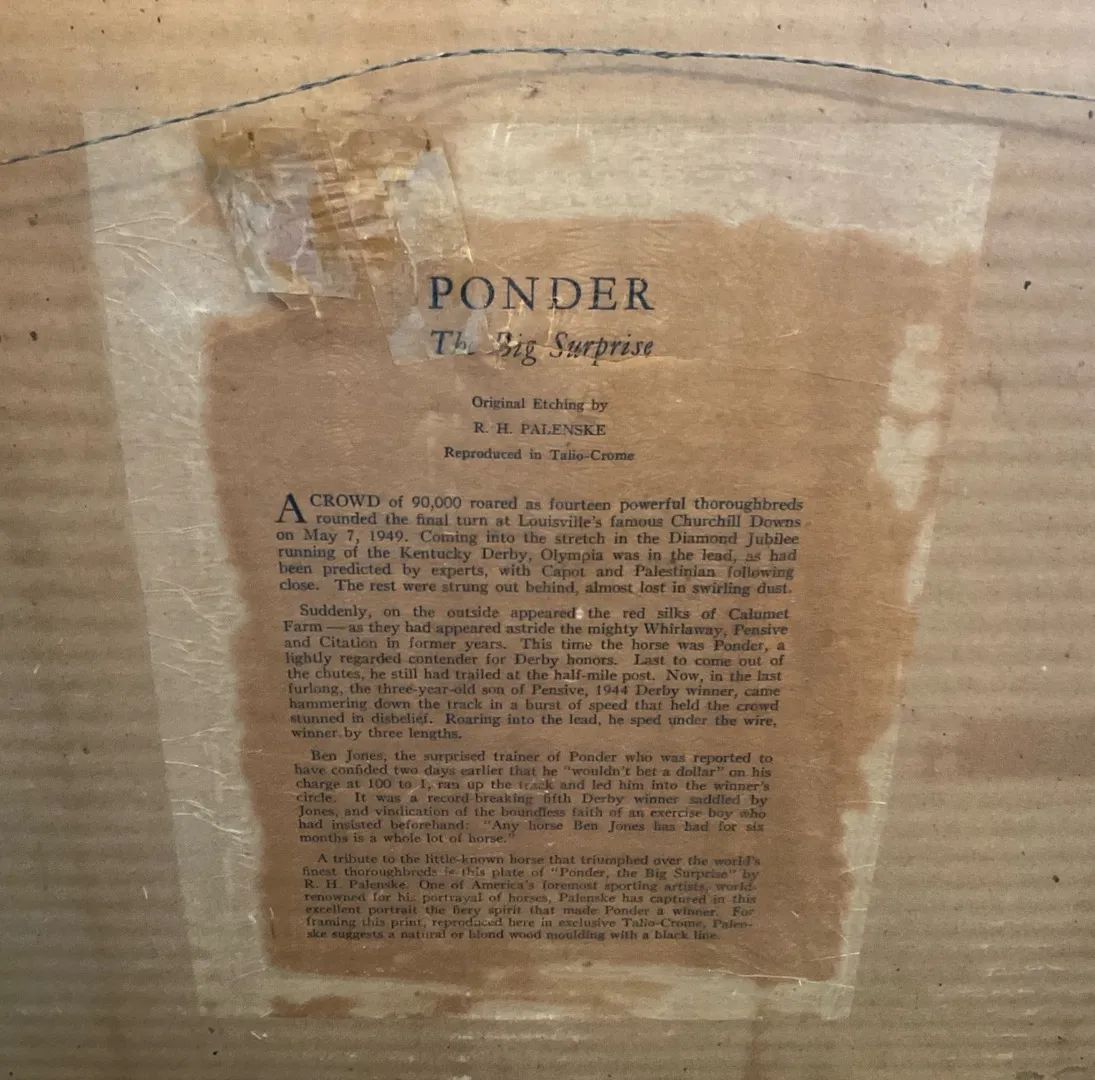 PONDER
The Big Surprise
Original Etching by
R. H. PALENSKE
Reproduced in Talio-Crome
A CROWD of 90,000 roared as fourteen powerful thoroughbreds
rounded the final turn at Louisville's famous Churchill Downs
on May 7, 1949. Coming into the stretch in the Diamond Jubilee
running of the Kentucky Derby, Olympia was in the lead, as had
been predicted by experts, with Capot and Palestinian following
close. The rest were strung out behind, almost lost in swirling dust.
Suddenly, on the outside appeared the red silks of Calumet
Farm — as they had appeared astride the mighty Whirlaway, Pensive
and Citation in former years. This time the horse was Ponder, a
lightly regarded contender for Derby honors. Last to come out of
the chutes, he still had trailed at the half-mile post. Now, in the last
furlong, the three-year-old son of Pensive, 1944 Derby winner, came
hammering down the track in a burst of speed that held the crowd
stunned in disbelief. Roaring into the lead, he sped under the wire,
winner by three lengths.
Ben Jones, the surprised trainer of Ponder who was reported to
have confided two days earlier that he "wouldn't bet a dollar" on his
charge at 100 to 1, ran up the track and led him into the winner's
circle. It was a record-breaking fifth Derby winner saddled by
Jones, and vindication of the boundless faith of an exercise boy who
had insisted beforehand: "Any horse Ben Jones has had for six
months is a whole lot of horse."
A tribute to the little-known horse that triumphed over the world's
finest thoroughbreds is this plate of "Ponder, the Big Surprise" by
R. H. Palenske. One of America's foremost sporting artists, world-
renowned for his portrayal of horses, Palenske has captured in this
excellent portrait the fiery spirit that made Ponder a winner. For
framing this print, reproduced here in exclusive Talio-Crome, Palen-
ske suggests a natural or blond wood moulding with a black line.